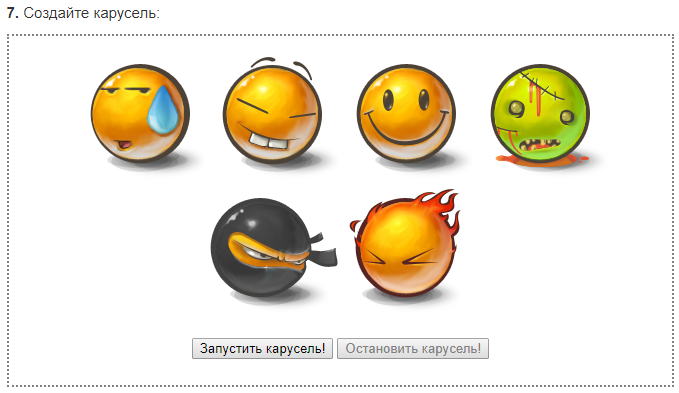 7. Создайте карусель:
Запустить карусель! Остановить карусель!